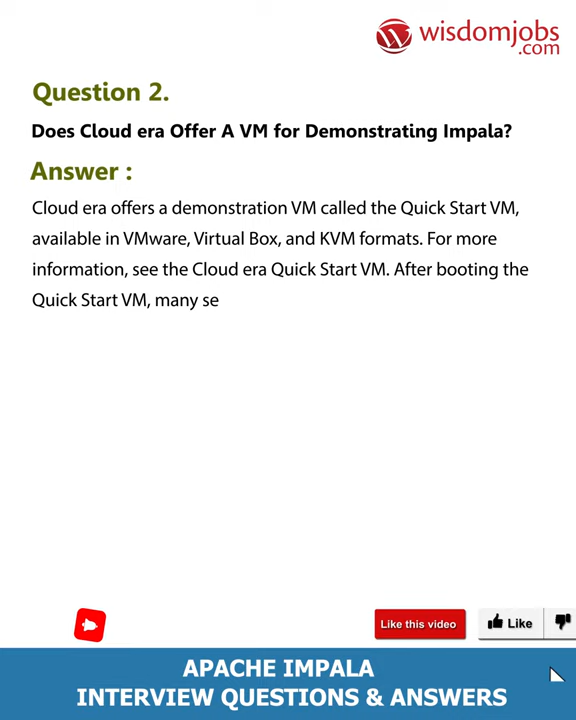 wisdomjobs
.com
Question 2.
Does Cloud era Offer A VM for Demonstrating Impala?
Answer :
Cloud era offers a demonstration VM called the Quick Start VM,
available in VMware, Virtual Box, and KVM formats. For more
information, see the Cloud era Quick Start VM. After booting the
Quick Start VM, many se
Like this video
Like
APACHE IMPALA
INTERVIEW QUESTIONS & ANSWERS